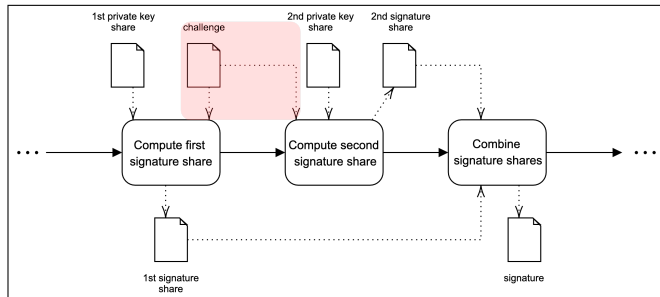 1st private key
share
challenge
2nd private key
share
2nd signature
share
Compute first
signature share
Compute second
signature share
Combine
signature shares
1st signature
share
signature